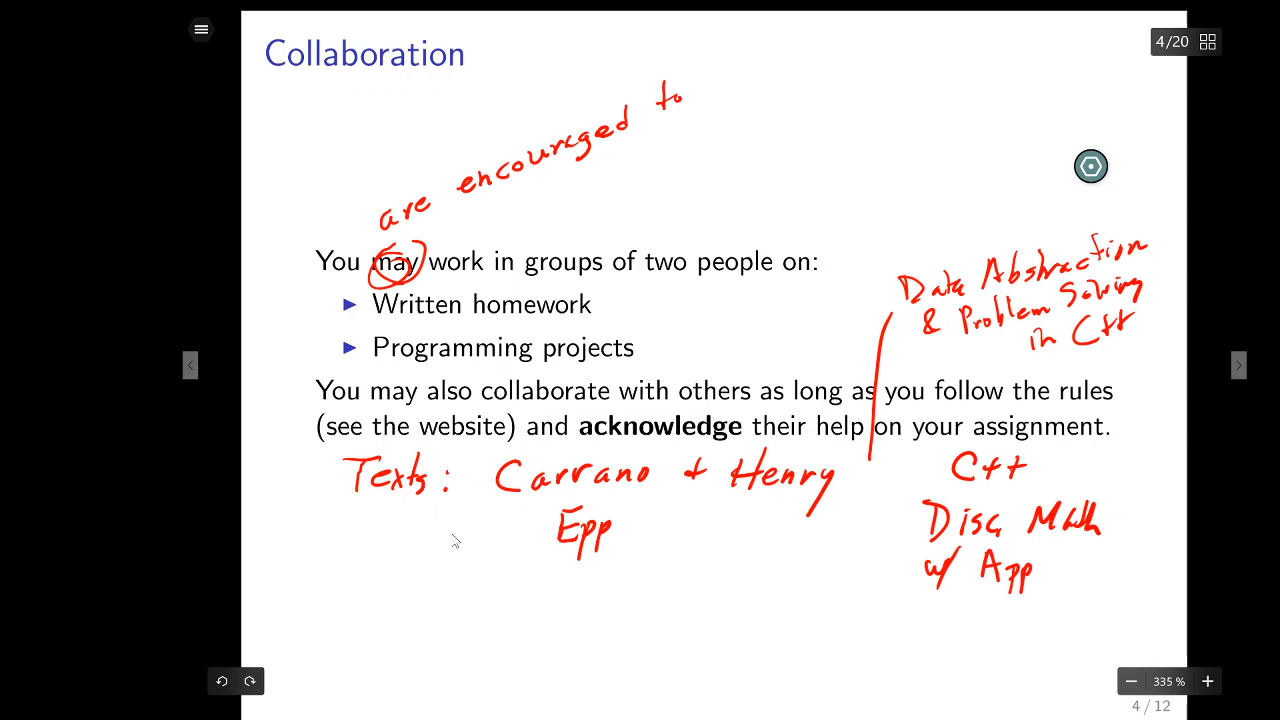 Collaboration
4/20
are encouraged to
You may work in groups of two people on:
Written homework
Programming projects
Data Abstraction
& Problem Solving
in C++
You may also collaborate with others as long as you follow the rules
(see the website) and acknowledge their help on your assignment.
Texts: Carrano + Henry C++
Epp Disc Math
w/ App
335 %
4 / 12